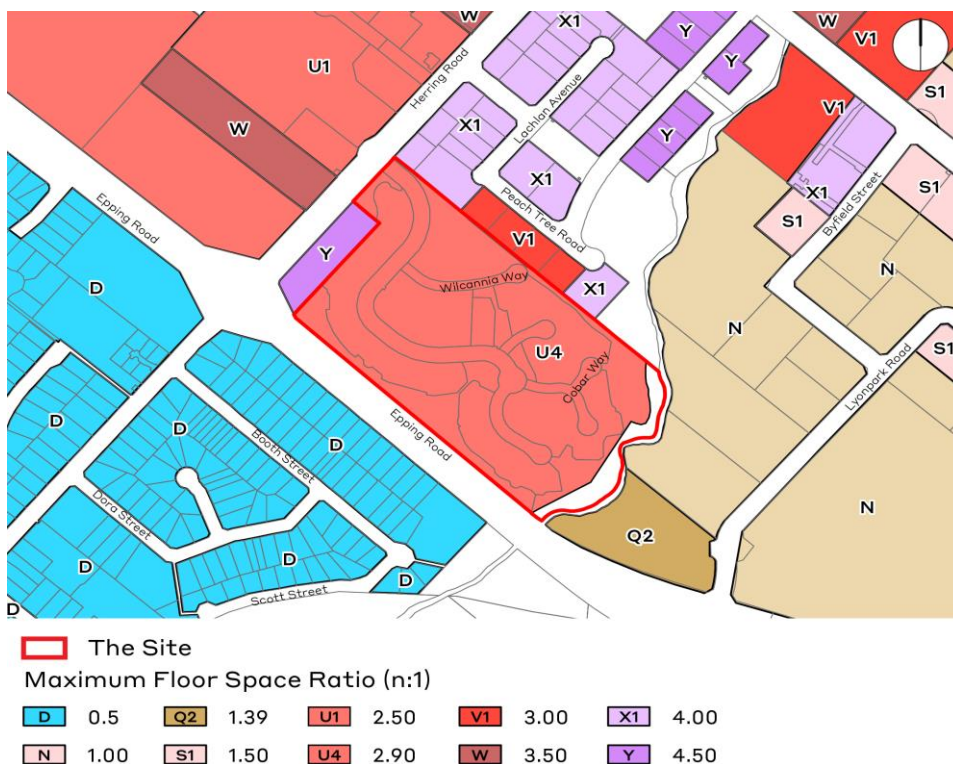 W
X1
Y
W
V1
U1
Herring Road
Y
S1
W
X1
Lachlan Avenue
Y
V1
X1
Peach Tree Road
X1
S1
Byfield Street
S1
Epping Road
Y
V1
D
Wilcannia Way
X1
N
N
U4
Cobar Way
Lyonpark Road
S1
D
D
Epping Road
D
Booth Street
Dora Street
N
Q2
D
D
D
Scott Street
D
The Site
Maximum Floor Space Ratio (n:1)
D 0.5 Q2 1.39 U1 2.50 V1 3.00 X1 4.00
N 1.00 S1 1.50 U4 2.90 W 3.50 Y 4.50